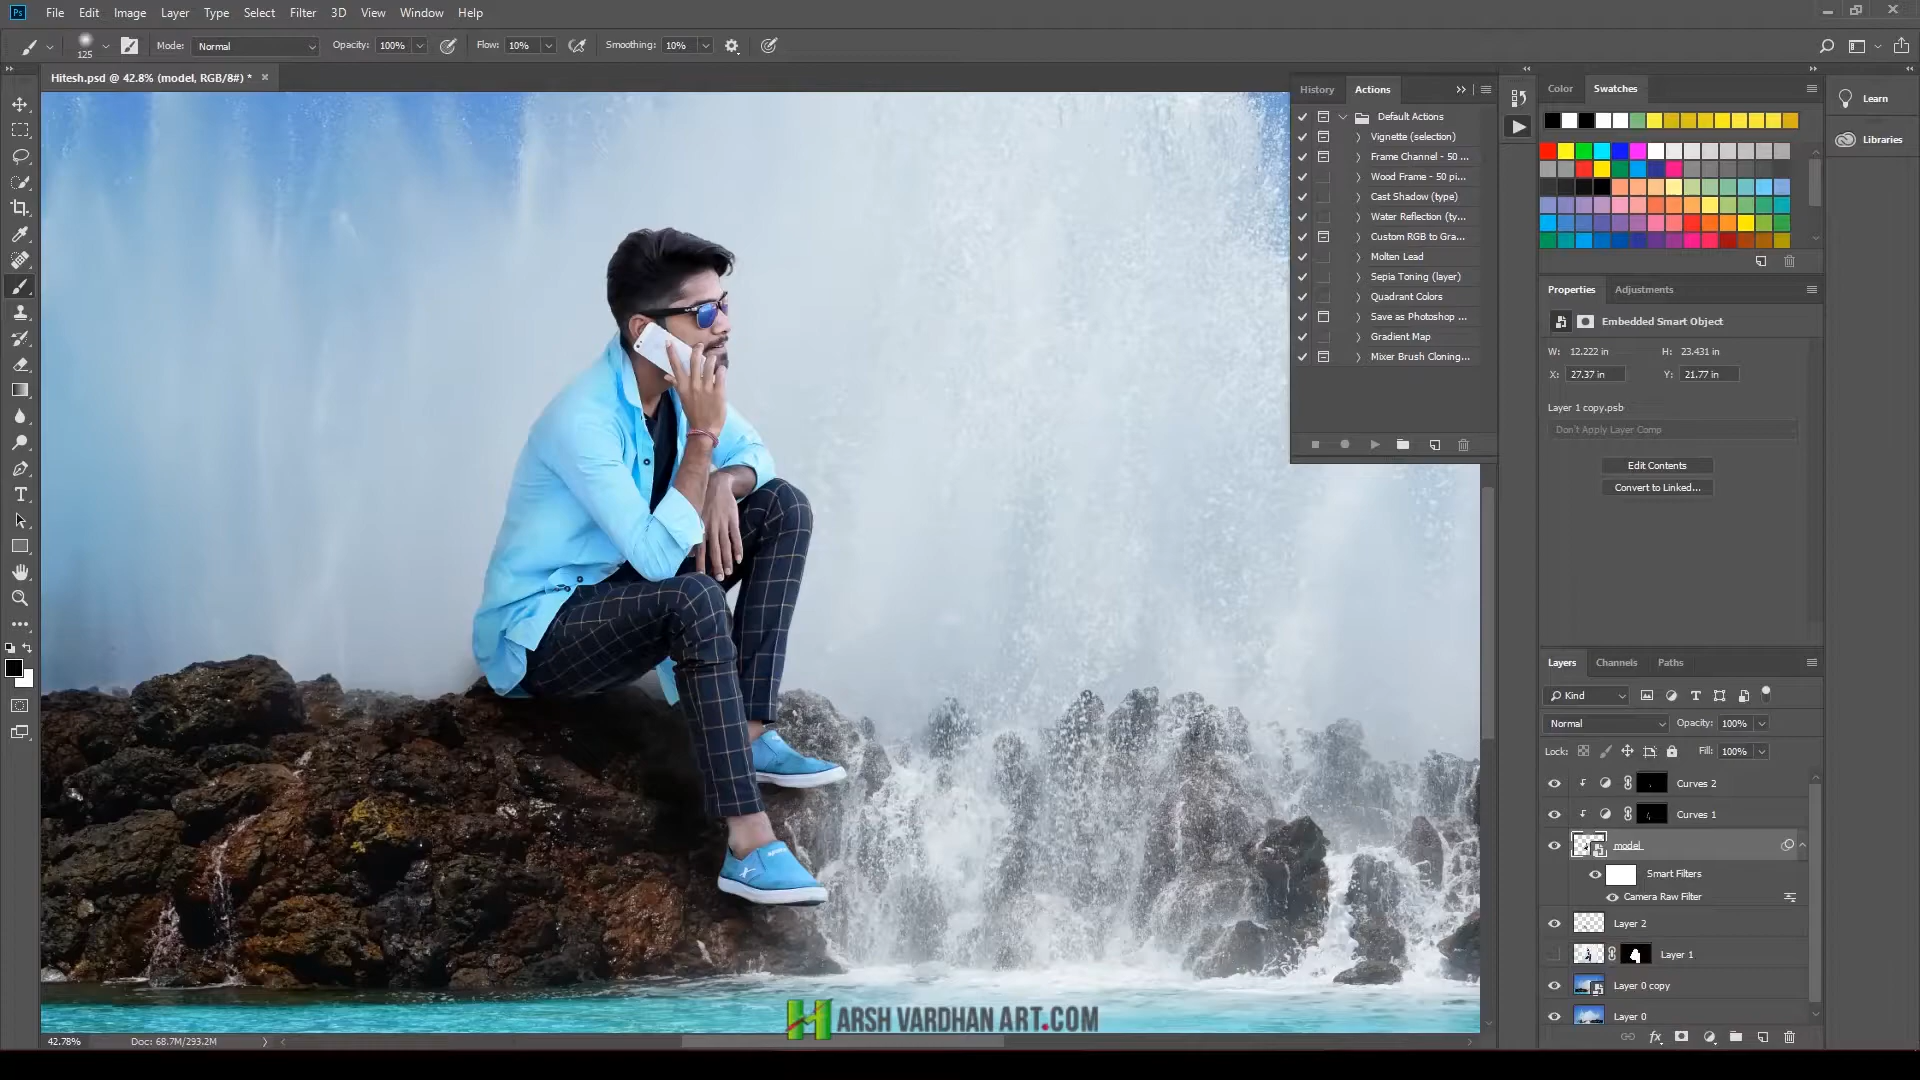 Ps File Edit Image Layer Type Select Filter 3D View Window Help
125 Mode: Normal Opacity: 100% Flow: 10% Smoothing: 10%
Hitesh.psd @ 42.8% (model, RGB/8#) *
History Actions
Default Actions
Vignette (selection)
Frame Channel - 50 ...
Wood Frame - 50 pi...
Cast Shadow (type)
Water Reflection (ty...
Custom RGB to Gra...
Molten Lead
Sepia Toning (layer)
Quadrant Colors
Save as Photoshop ...
Gradient Map
Mixer Brush Cloning...
Color Swatches
Learn
Libraries
Properties Adjustments
Embedded Smart Object
W: 12.222 in H: 23.431 in
X: 27.37 in Y: 21.77 in
Layer 1 copy.psb
Don't Apply Layer Comp
Edit Contents
Convert to Linked...
Layers Channels Paths
Kind
Normal Opacity: 100%
Lock: Fill: 100%
Curves 2
Curves 1
model
Smart Filters
Camera Raw Filter
Layer 2
Layer 1
Layer 0 copy
Layer 0
HARSH VARDHAN ART.COM
42.78% Doc: 68.7M/293.2M